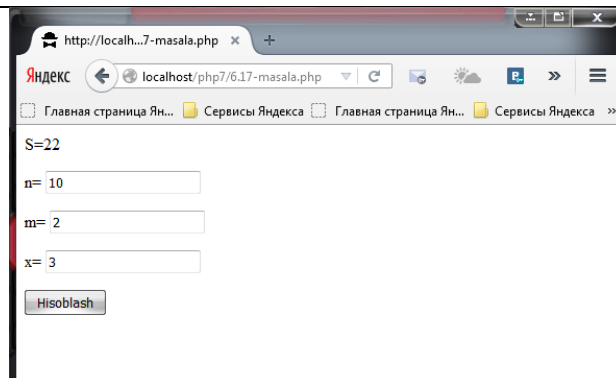 http://localh...7-masala.php × +
Яндекс localhost/php7/6.17-masala.php
Главная страница Ян... Сервисы Яндекса Главная страница Ян... Сервисы Яндекса »
S=22
n= 10
m= 2
x= 3
Hisoblash